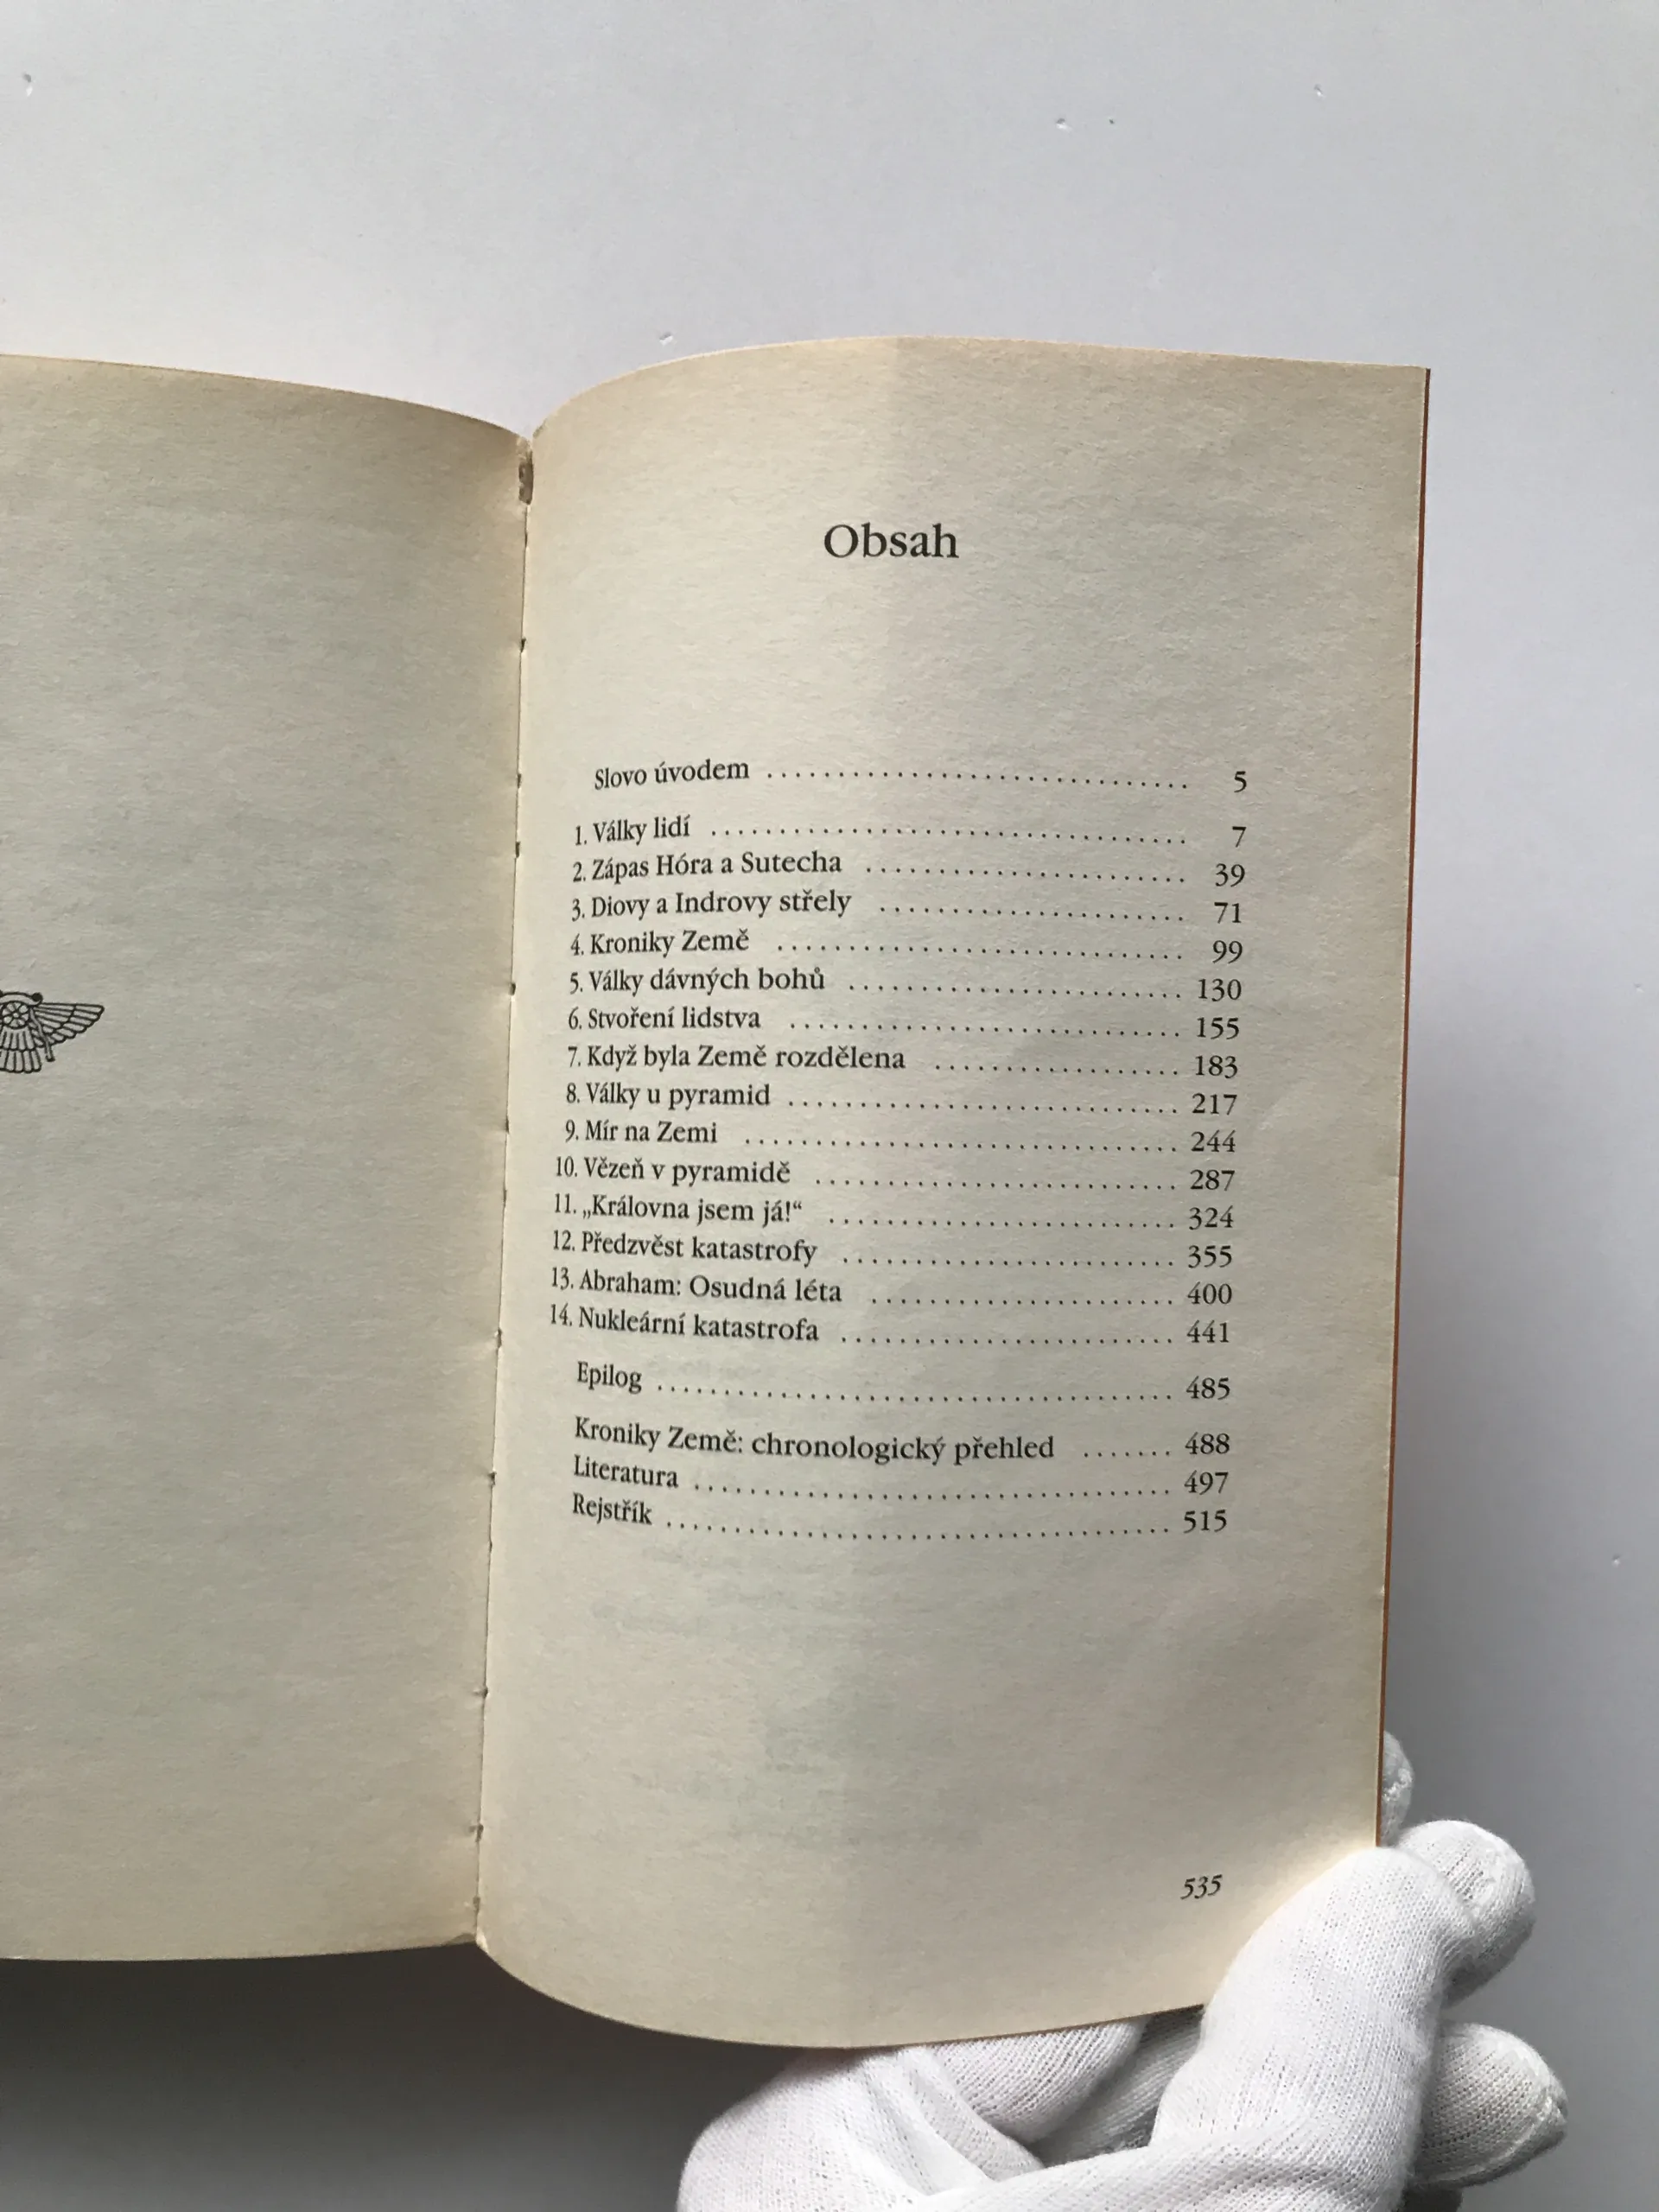 Obsah
Slovo úvodem .............................. 5
1. Války lidí .................................. 7
2. Zápas Hóra a Sutecha ....................... 39
3. Diovy a Indrovy střely ...................... 71
4. Kroniky Země ............................. 99
5. Války dávných bohů ........................ 130
6. Stvoření lidstva ............................ 155
7. Když byla Země rozdělena .................. 183
8. Války u pyramid ............................ 217
9. Mír na Zemi ............................... 244
10. Vězeň v pyramidě .......................... 287
11. „Královna jsem já!“ ......................... 324
12. Předzvěst katastrofy ........................ 355
13. Abraham: Osudná léta ...................... 400
14. Nukleární katastrofa ........................ 441
Epilog ..................................... 485
Kroniky Země: chronologický přehled ....... 488
Literatura .................................. 497
Rejstřík .................................... 515
535